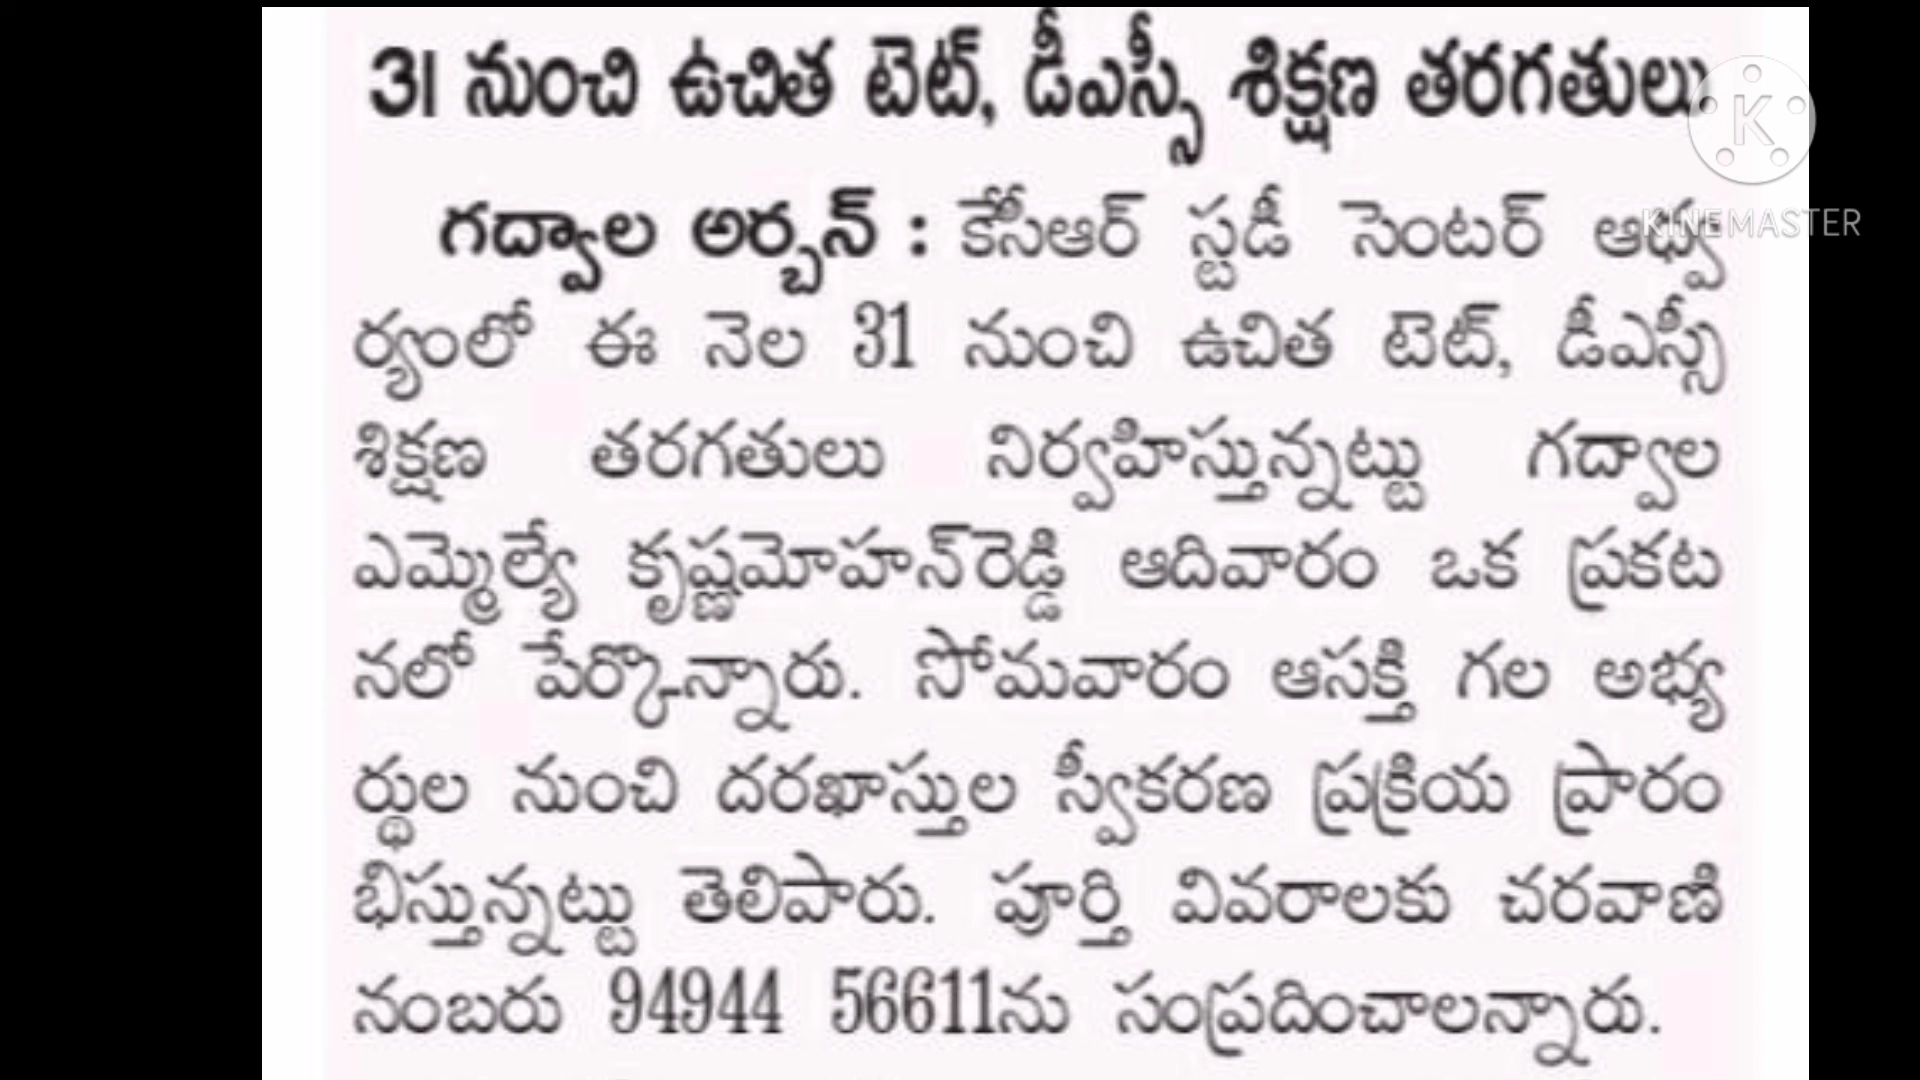 31 నుంచి ఉచిత టెట్, డీఎస్సీ శిక్షణ తరగతులు
గద్వాల అర్బన్ : కేసీఆర్ స్టడీ సెంటర్ ఆధ్వ
ర్యంలో ఈ నెల 31 నుంచి ఉచిత టెట్, డీఎస్సీ
శిక్షణ తరగతులు నిర్వహిస్తున్నట్టు గద్వాల
ఎమ్మెల్యే కృష్ణమోహన్‌రెడ్డి ఆదివారం ఒక ప్రకట
నలో పేర్కొన్నారు. సోమవారం ఆసక్తి గల అభ్య
ర్థుల నుంచి దరఖాస్తుల స్వీకరణ ప్రక్రియ ప్రారం
భిస్తున్నట్టు తెలిపారు. పూర్తి వివరాలకు చరవాణి
నంబరు 94944 56611ను సంప్రదించాలన్నారు.
K
KINEMASTER